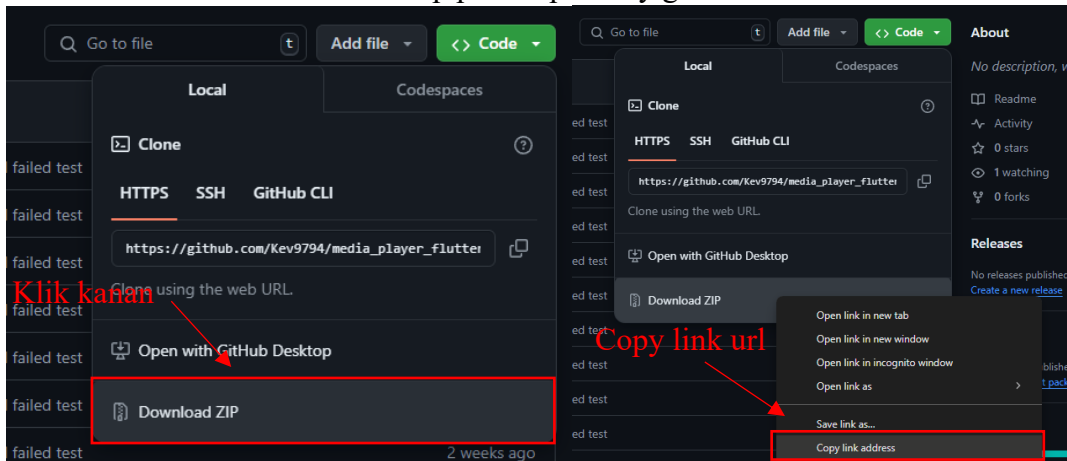 Go to file t Add file Code
Local Codespaces
Clone
HTTPS SSH GitHub CLI
https://github.com/Kev9794/media_player_flutter
Clone using the web URL.
Klik kanan
Open with GitHub Desktop
Download ZIP
failed test
failed test
failed test
failed test
failed test
failed test
failed test
2 weeks ago
Go to file t Add file Code
Local Codespaces
Clone
HTTPS SSH GitHub CLI
https://github.com/Kev9794/media_player_flutter
Clone using the web URL.
Open with GitHub Desktop
Download ZIP
Copy link url
ed test
ed test
ed test
ed test
ed test
ed test
ed test
ed test
ed test
ed test
Open link in new tab
Open link in new window
Open link in incognito window
Open link as
Save link as...
Copy link address
About
No description, w
Readme
Activity
0 stars
1 watching
0 forks
Releases
No releases published
Create a new release